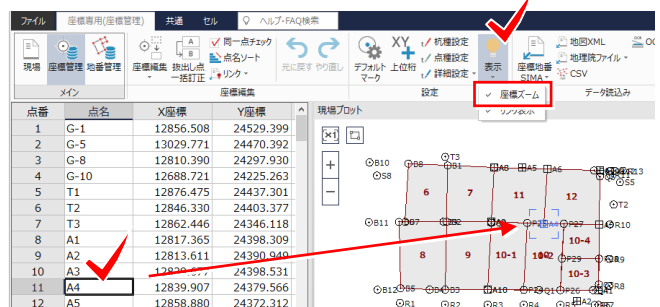 ファイル 座標専用(座標管理) 共通 セル ヘルプ・FAQ検索
現場 座標管理 地番管理 座標編集 抜出し点一括訂正 同一点チェック 点名ソート リンク 元に戻す やり直し デフォルトマーク 上位桁 杭種設定 点種設定 詳細設定 表示 座標地番SIMA 地図XML 地理院ファイル CSV
メイン 座標編集 設定 データ読込み
座標ズーム
リンク表示
点番 点名 X座標 Y座標 現場プロット
1 G-1 12856.508 24529.399
2 G-5 13029.771 24470.392
3 G-8 12810.390 24297.930
4 G-10 12688.721 24225.263
5 T1 12876.475 24437.301
6 T2 12846.330 24403.377
7 T3 12862.446 24346.118
8 A1 12817.365 24398.309
9 A2 12813.611 24390.949
10 A3 24398.531
11 A4 12839.907 24379.566
12 A5 12858.880 24372.312
B10 B8 T3 B1 A8 A5 A6
S8 S5
6 7 11 12
T2
B11 P27 R10
8 9 10-1 10-2 10-4
P29
10-3
B12 B5 B3 A10 R8
R1 R2 R3 R4